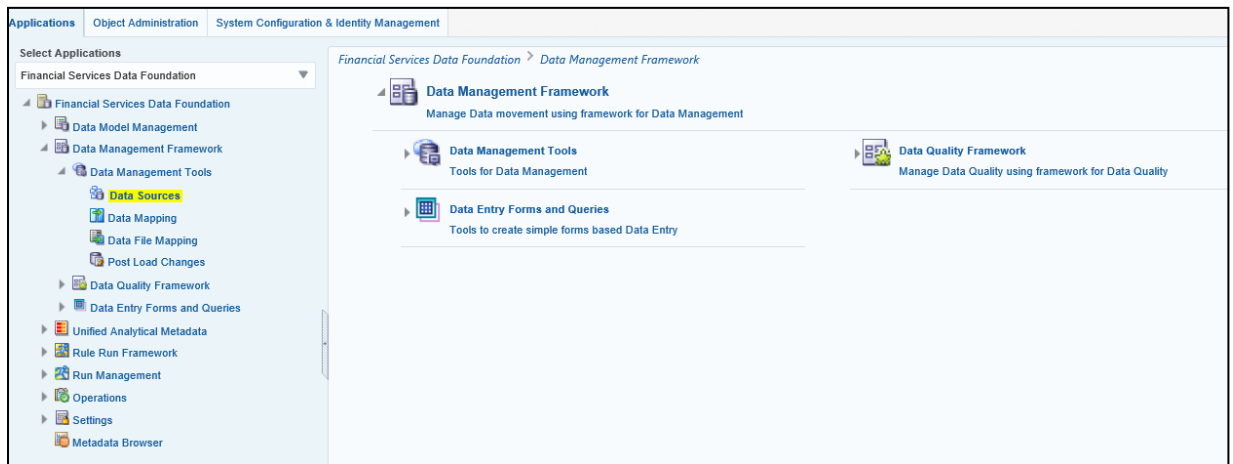 Applications Object Administration System Configuration & Identity Management
Select Applications
Financial Services Data Foundation
Financial Services Data Foundation
Data Model Management
Data Management Framework
Data Management Tools
Data Sources
Data Mapping
Data File Mapping
Post Load Changes
Data Quality Framework
Data Entry Forms and Queries
Unified Analytical Metadata
Rule Run Framework
Run Management
Operations
Settings
Metadata Browser
Financial Services Data Foundation > Data Management Framework
Data Management Framework
Manage Data movement using framework for Data Management
Data Management Tools
Tools for Data Management
Data Quality Framework
Manage Data Quality using framework for Data Quality
Data Entry Forms and Queries
Tools to create simple forms based Data Entry